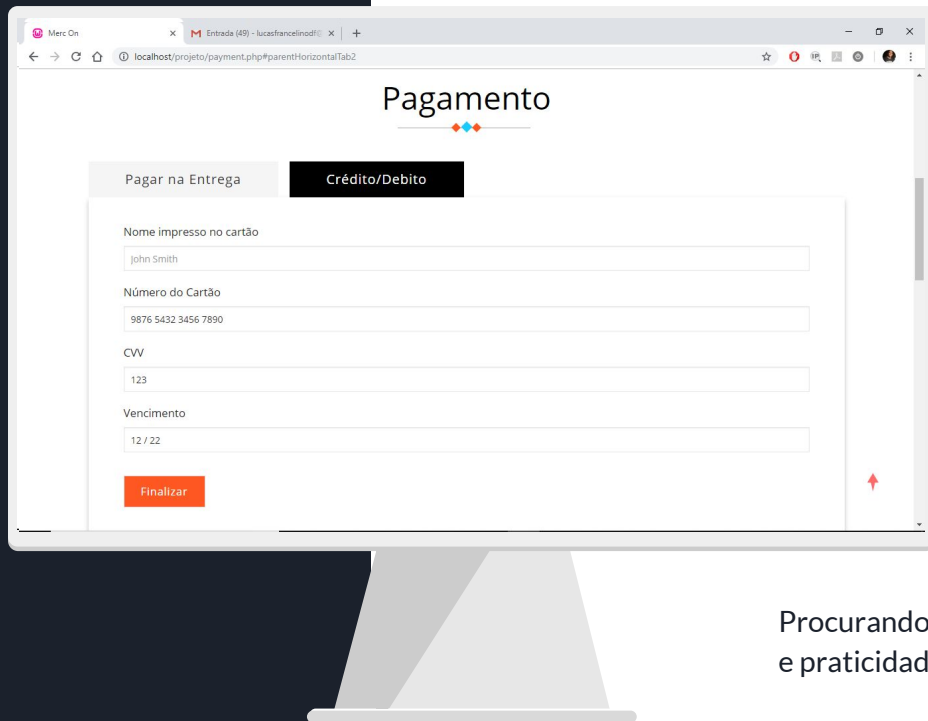 Merc On
Entrada (49) - lucasfrancelinodf@
localhost/projeto/payment.php#parentHorizontalTab2
Pagamento
Pagar na Entrega
Crédito/Debito
Nome impresso no cartão
John Smith
Número do Cartão
9876 5432 3456 7890
CVV
123
Vencimento
12 / 22
Finalizar
Procurando
e praticidad